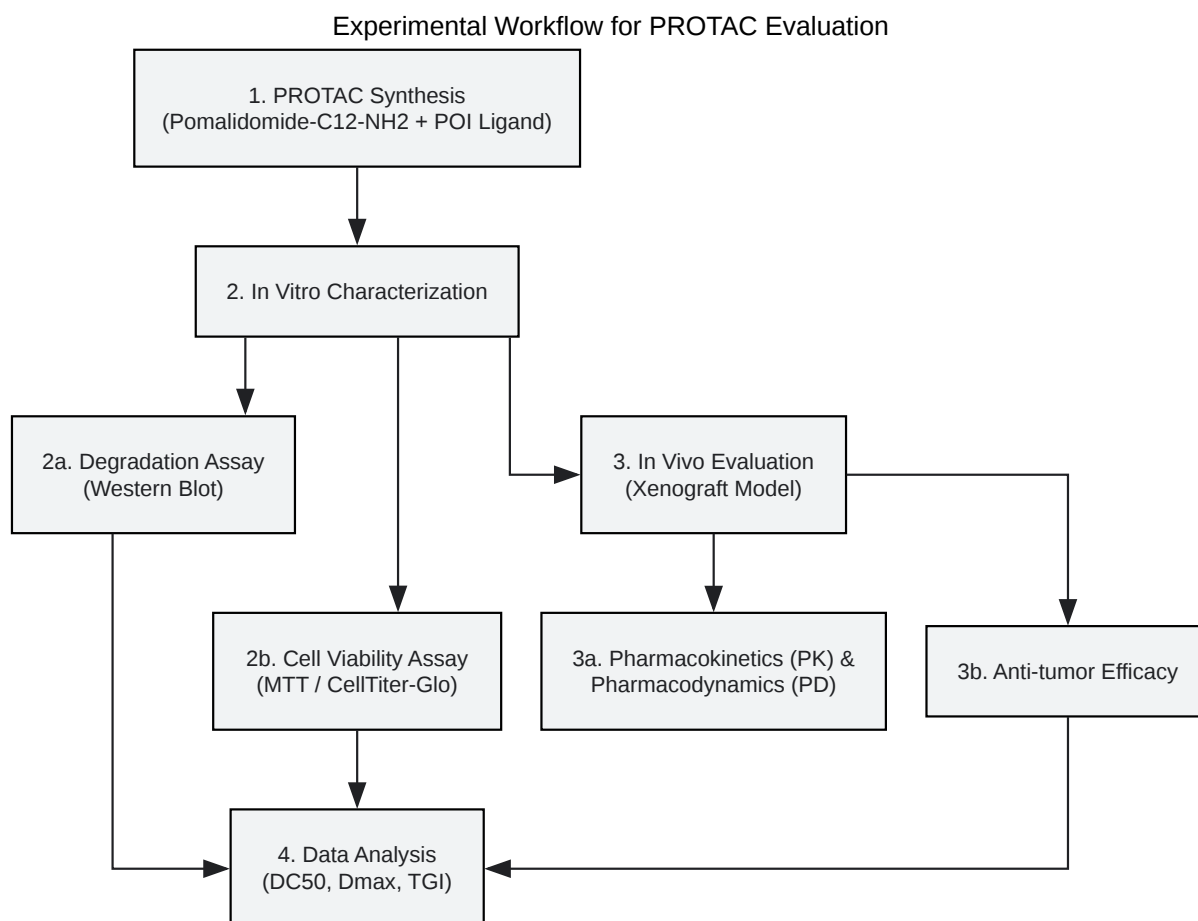 Experimental Workflow for PROTAC Evaluation
1. PROTAC Synthesis
(Pomalidomide-C12-NH2 + POI Ligand)
2. In Vitro Characterization
2a. Degradation Assay
(Western Blot)
3. In Vivo Evaluation
(Xenograft Model)
2b. Cell Viability Assay
(MTT / CellTiter-Glo)
3a. Pharmacokinetics (PK) &
Pharmacodynamics (PD)
3b. Anti-tumor Efficacy
4. Data Analysis
(DC50, Dmax, TGI)